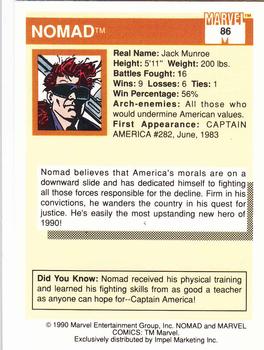 NOMAD™
MARVEL™
86
Real Name: Jack Munroe
Height: 5'11" Weight: 200 lbs.
Battles Fought: 16
Wins: 9 Losses: 6 Ties: 1
Win Percentage: 56%
Arch-enemies: All those who
would undermine American values.
First Appearance: CAPTAIN
AMERICA #282, June, 1983
Nomad believes that America's morals are on
a downward slide and has dedicated himself to fighting
all those forces responsible for the decline. Firm in his
convictions, he wanders the country in his quest for
justice. He's easily the most upstanding new hero of
1990!
Did You Know: Nomad received his physical training
and learned his fighting skills from as good a teacher
as anyone can hope for--Captain America!
© 1990 Marvel Entertainment Group, Inc. NOMAD and MARVEL
COMICS: TM Marvel.
Exclusively distributed by Impel Marketing Inc.